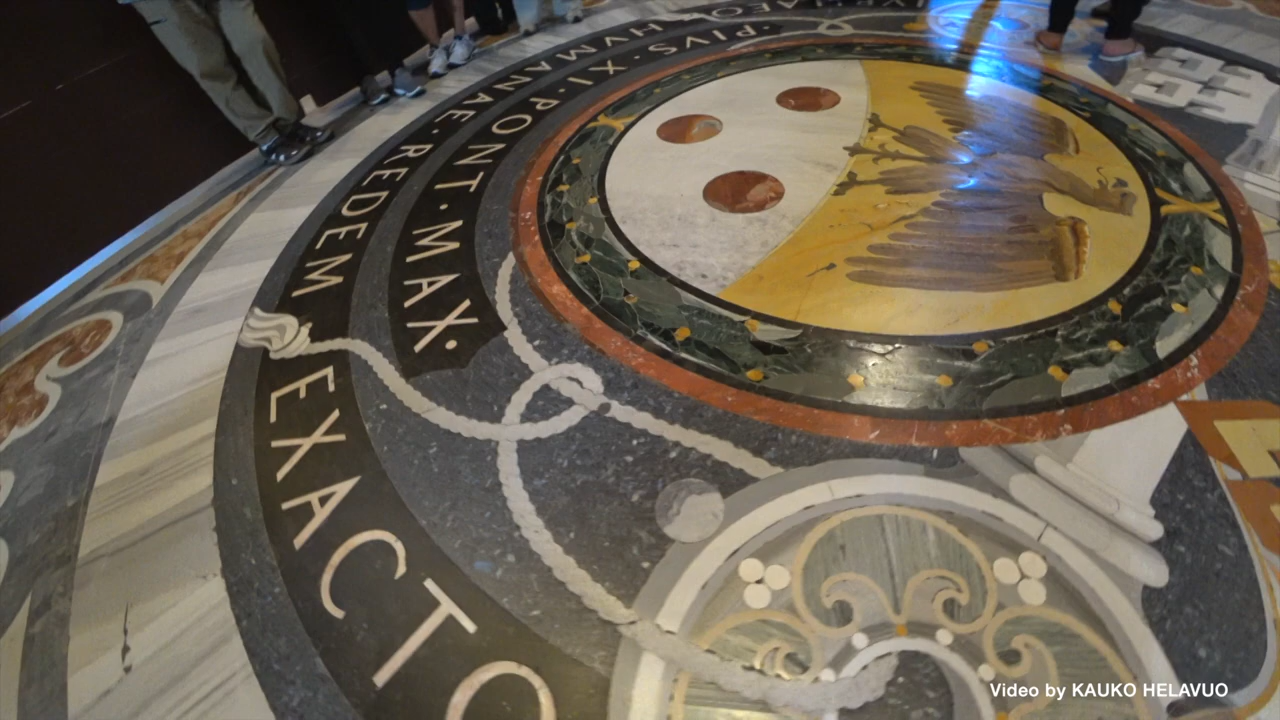 HVMANAE · REDEM EXACTO
PIVS · XI · PONT · MAX ·
Video by KAUKO HELAVUO